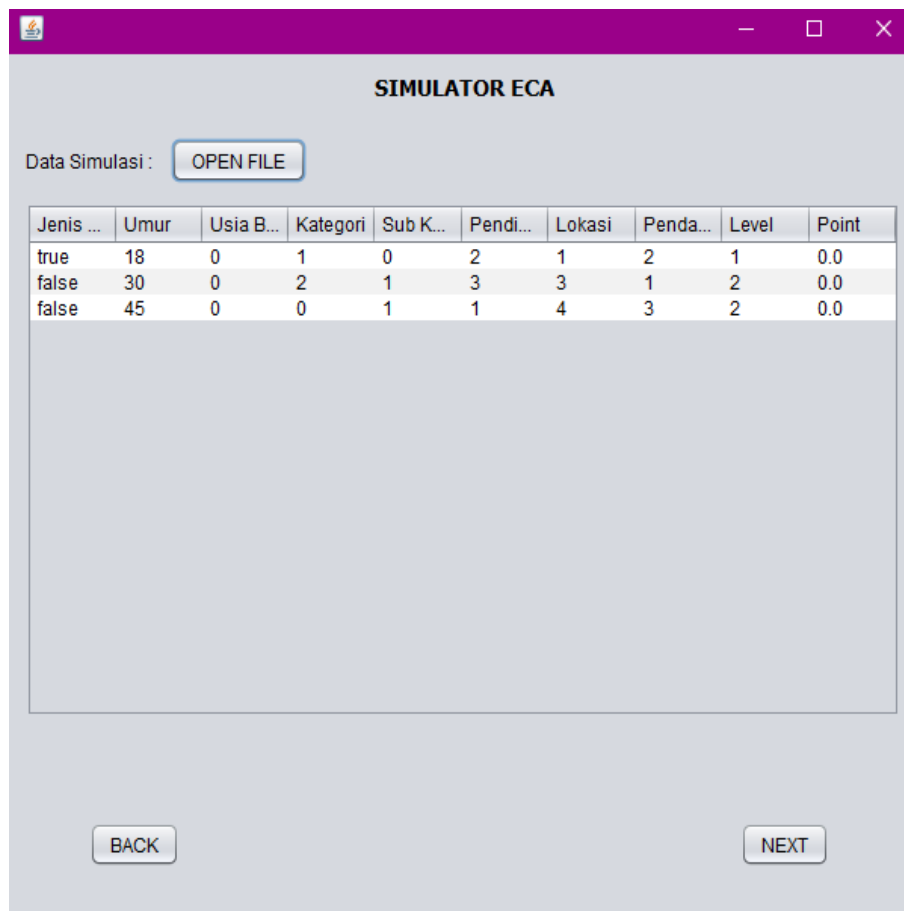 SIMULATOR ECA
Data Simulasi : OPEN FILE
Jenis ... Umur Usia B... Kategori Sub K... Pendi... Lokasi Penda... Level Point
true 18 0 1 0 2 1 2 1 0.0
false 30 0 2 1 3 3 1 2 0.0
false 45 0 0 1 1 4 3 2 0.0
BACK NEXT